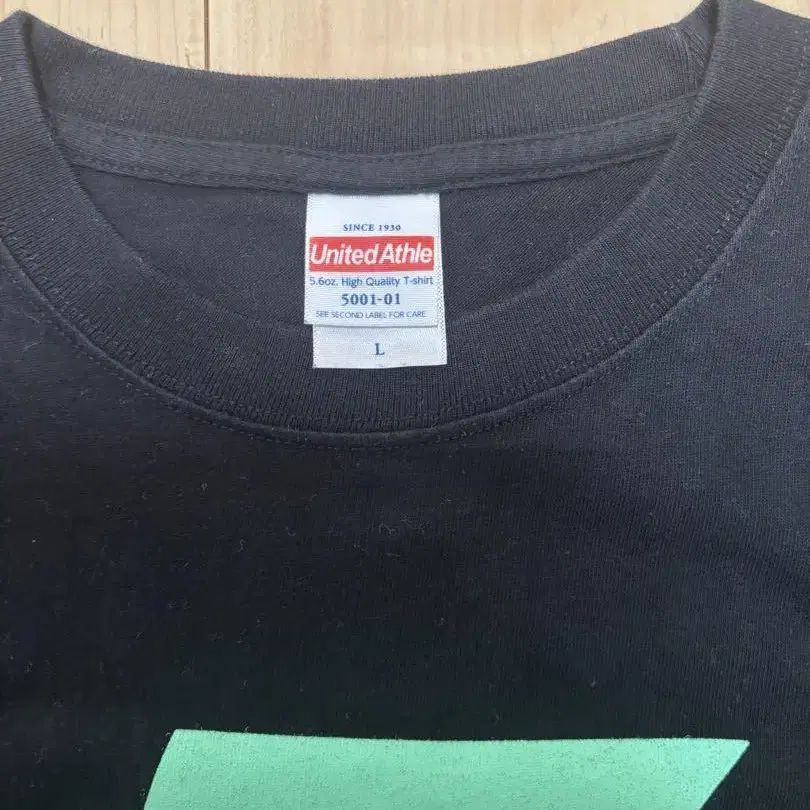 SINCE 1930
United Athle
5.6oz. High Quality T-shirt
5001-01
SEE SECOND LABEL FOR CARE
L